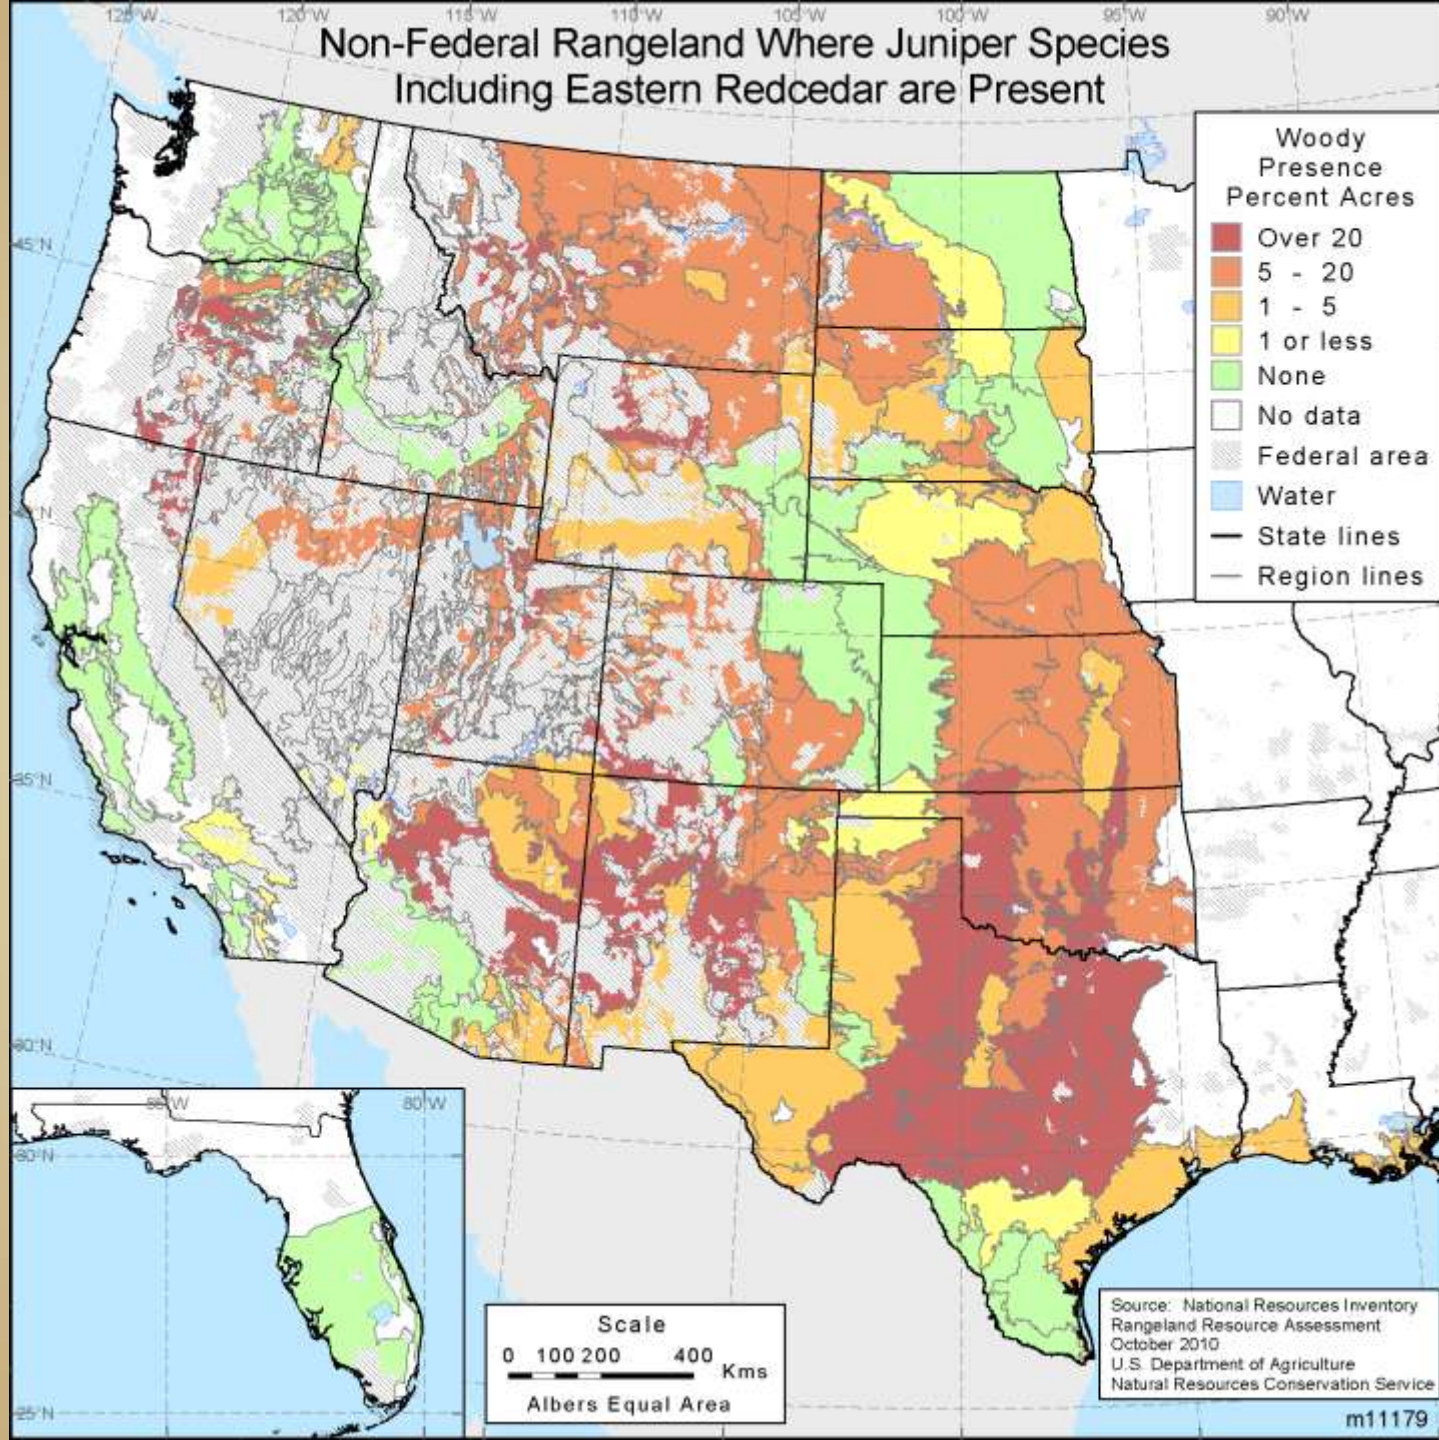 125°W 120°W 115°W 110°W 105°W 100°W 95°W 90°W
Non-Federal Rangeland Where Juniper Species
Including Eastern Redcedar are Present
Woody
Presence
Percent Acres
Over 20
5 - 20
1 - 5
1 or less
None
No data
Federal area
Water
State lines
Region lines
45°N
35°N
30°N
85°W 80°W
30°N
25°N
Scale
0 100 200 400 Kms
Albers Equal Area
Source: National Resources Inventory
Rangeland Resource Assessment
October 2010
U.S. Department of Agriculture
Natural Resources Conservation Service
m11179